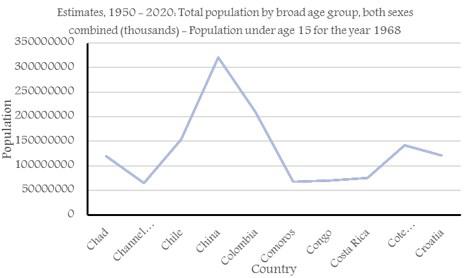 Estimates, 1950 - 2020: Total population by broad age group, both sexes
combined (thousands) - Population under age 15 for the year 1968
350000000
300000000
250000000
200000000
150000000
100000000
50000000
0
Population
Chad
Channel...
Chile
China
Colombia
Comoros
Congo
Costa Rica
Cote...
Croatia
Country